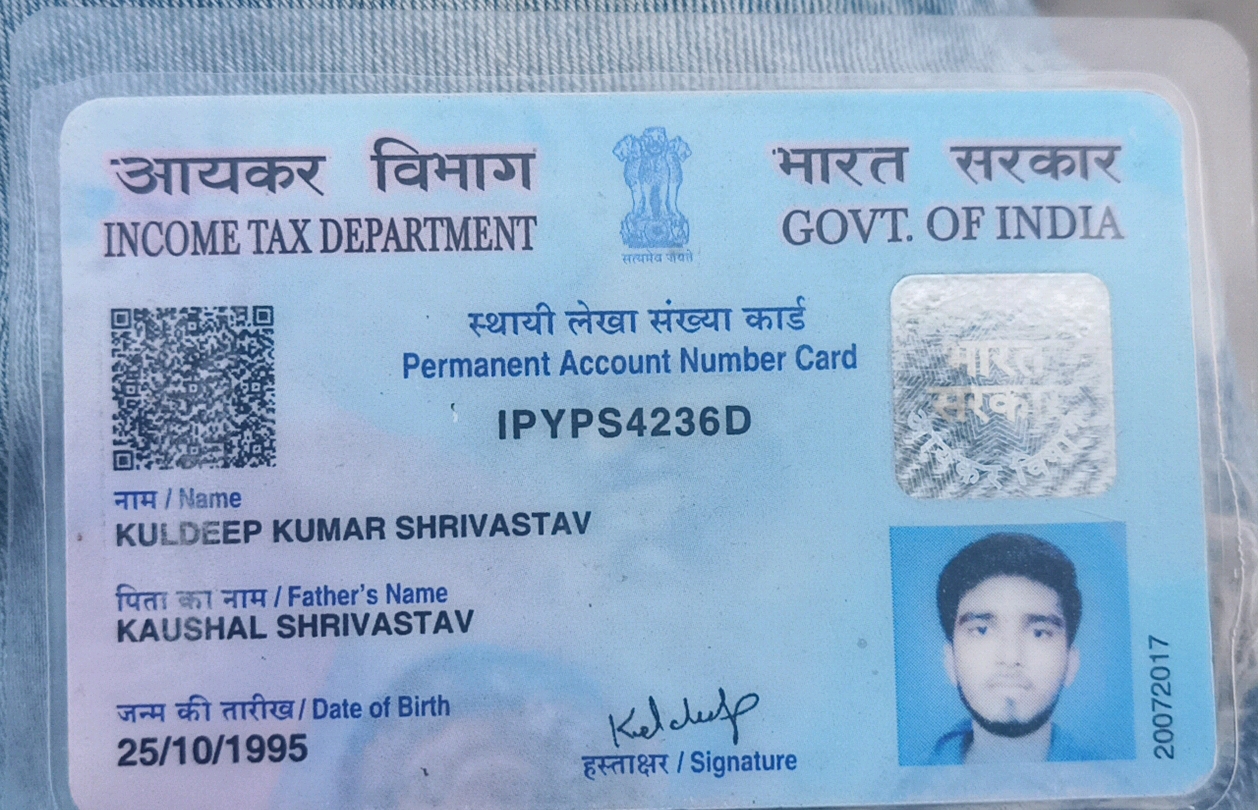 आयकर विभाग
INCOME TAX DEPARTMENT
सत्यमेव जयते
भारत सरकार
GOVT. OF INDIA
स्थायी लेखा संख्या कार्ड
Permanent Account Number Card
IPYPS4236D
भारत
सरकार
नाम / Name
KULDEEP KUMAR SHRIVASTAV
पिता का नाम / Father's Name
KAUSHAL SHRIVASTAV
जन्म की तारीख / Date of Birth
25/10/1995
Kuldeep
हस्ताक्षर / Signature
20072017